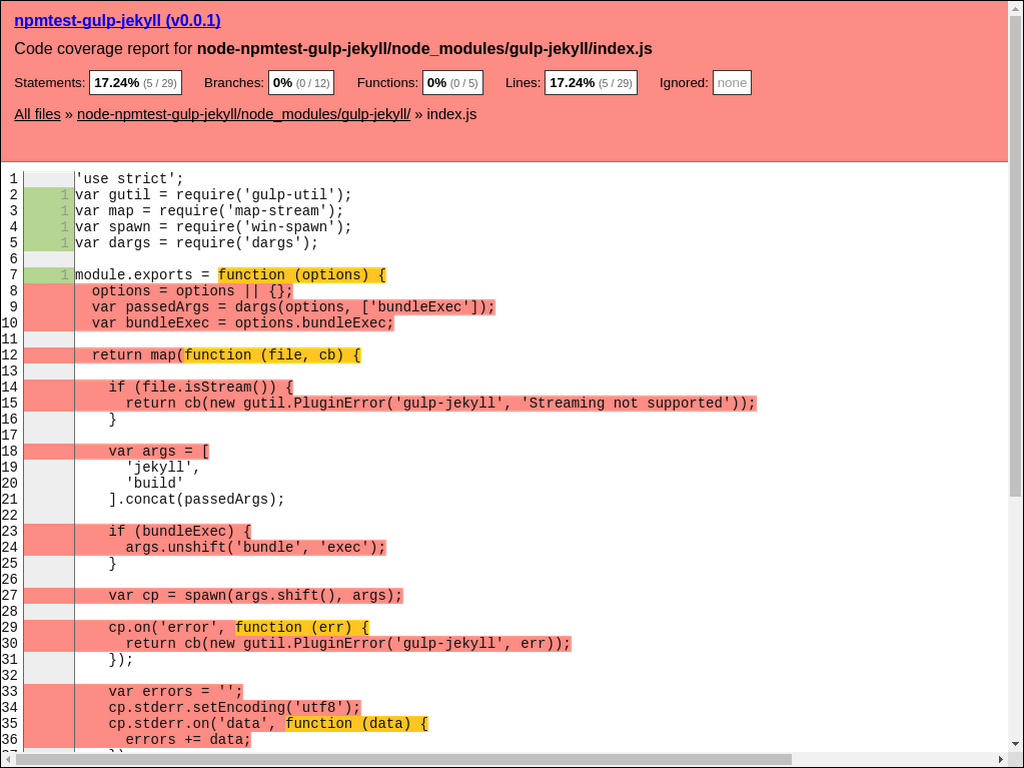 npmtest-gulp-jekyll (v0.0.1)
Code coverage report for node-npmtest-gulp-jekyll/node_modules/gulp-jekyll/index.js
Statements: 17.24% (5 / 29) Branches: 0% (0 / 12) Functions: 0% (0 / 5) Lines: 17.24% (5 / 29) Ignored: none
All files » node-npmtest-gulp-jekyll/node_modules/gulp-jekyll/ » index.js
1 'use strict';
2 1 var gutil = require('gulp-util');
3 1 var map = require('map-stream');
4 1 var spawn = require('win-spawn');
5 1 var dargs = require('dargs');
6
7 1 module.exports = function (options) {
8 options = options || {};
9 var passedArgs = dargs(options, ['bundleExec']);
10 var bundleExec = options.bundleExec;
11
12 return map(function (file, cb) {
13
14 if (file.isStream()) {
15 return cb(new gutil.PluginError('gulp-jekyll', 'Streaming not supported'));
16 }
17
18 var args = [
19 'jekyll',
20 'build'
21 ].concat(passedArgs);
22
23 if (bundleExec) {
24 args.unshift('bundle', 'exec');
25 }
26
27 var cp = spawn(args.shift(), args);
28
29 cp.on('error', function (err) {
30 return cb(new gutil.PluginError('gulp-jekyll', err));
31 });
32
33 var errors = '';
34 cp.stderr.setEncoding('utf8');
35 cp.stderr.on('data', function (data) {
36 errors += data;